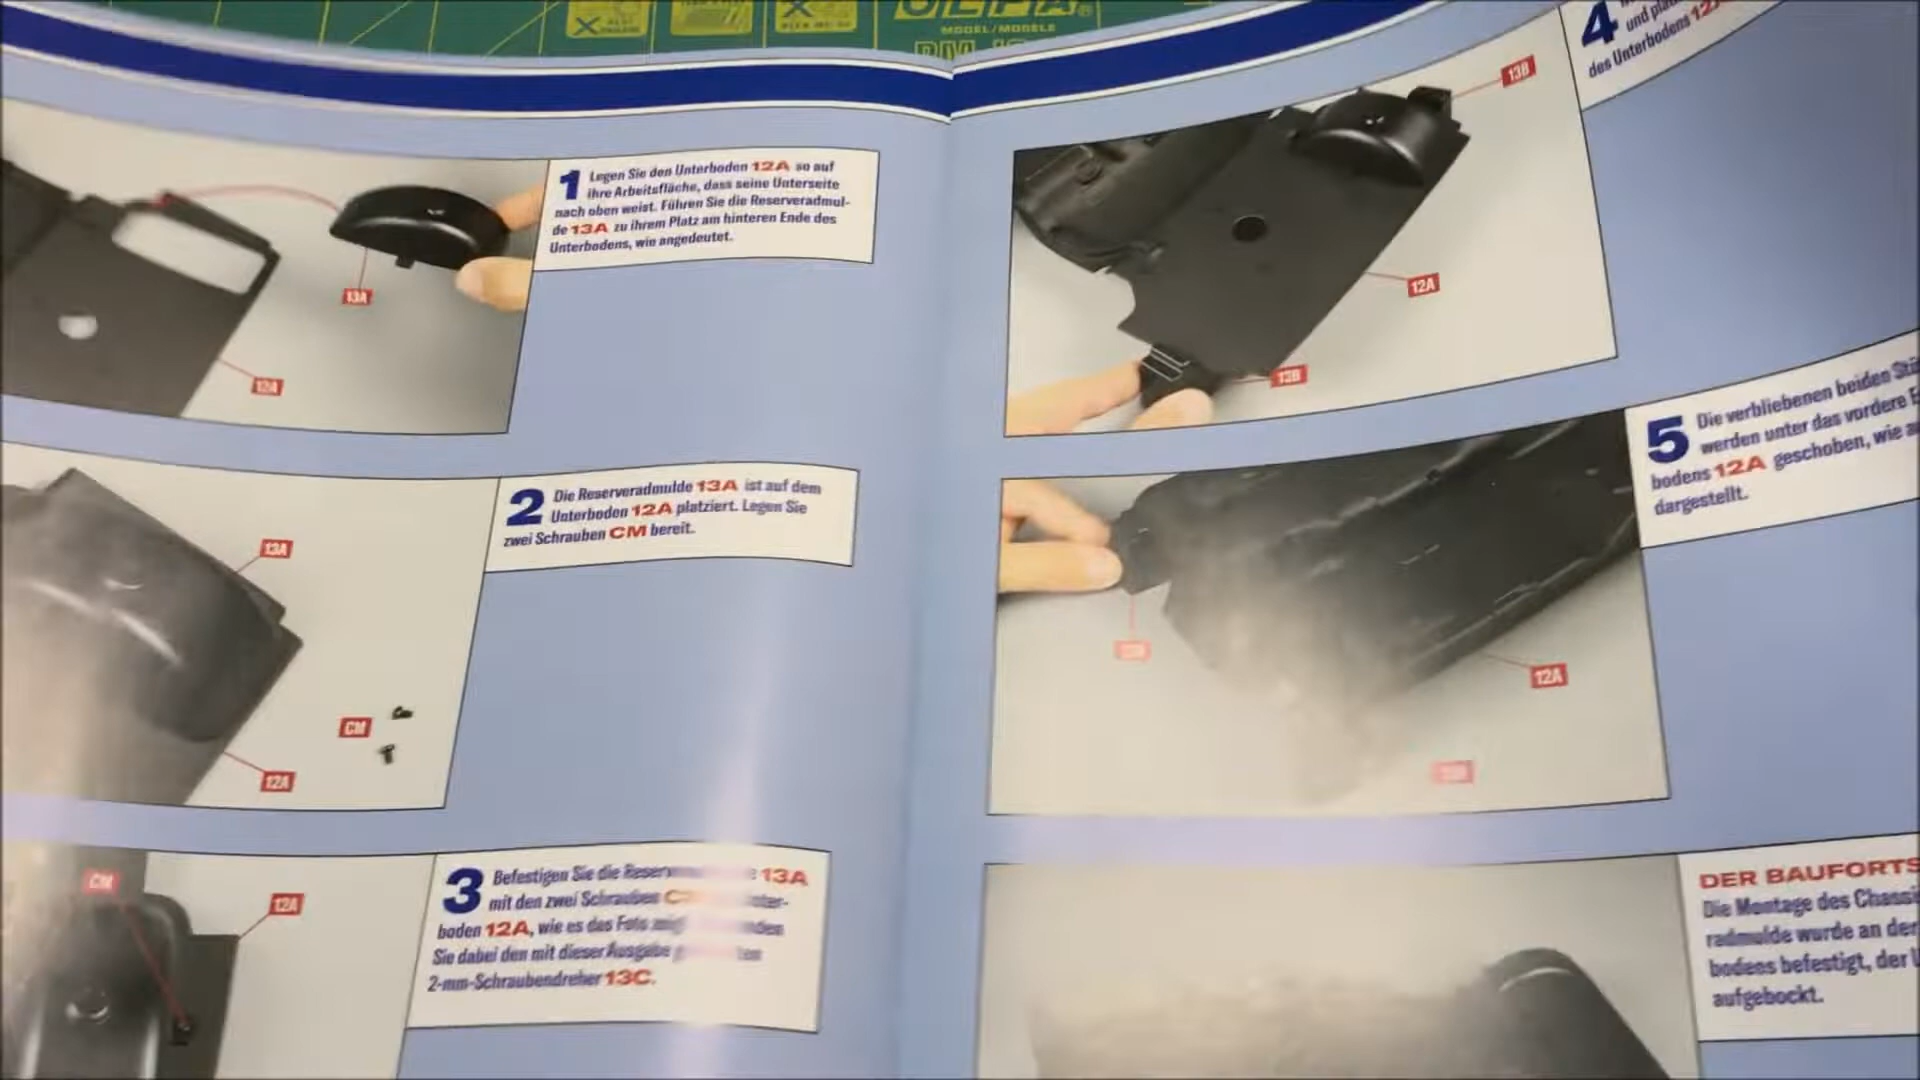 OLFA®
MODEL/MODÈLE
1 Legen Sie den Unterboden 12A so auf
ihre Arbeitsfläche, dass seine Unterseite
nach oben weist. Führen Sie die Reserveradmul-
de 13A zu ihrem Platz am hinteren Ende des
Unterbodens, wie angedeutet.
13A
12A
2 Die Reserveradmulde 13A ist auf dem
Unterboden 12A platziert. Legen Sie
zwei Schrauben CM bereit.
13A
CM
12A
3 Befestigen Sie die 13A
mit den zwei Schrauben
boden 12A, wie es das Foto
Sie dabei den mit dieser Ausgabe
2-mm-Schraubendreher 13C.
CM
12A
4
und
des Unterbodens
13B
12A
13B
5 Die verbliebenen beiden
werden unter das vordere
bodens 12A geschoben, wie
dargestellt.
12A
DER
Die Montage des
radmulde wurde an der
bodens befestigt, der
aufgebockt.